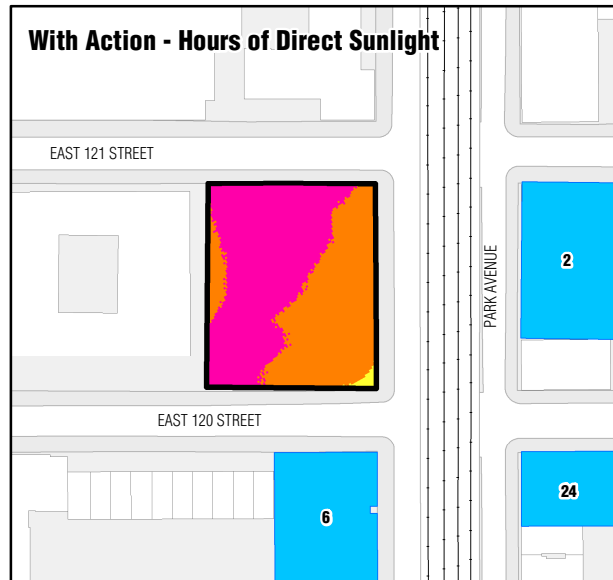 With Action - Hours of Direct Sunlight
EAST 121 STREET
2
PARK AVENUE
EAST 120 STREET
24
6